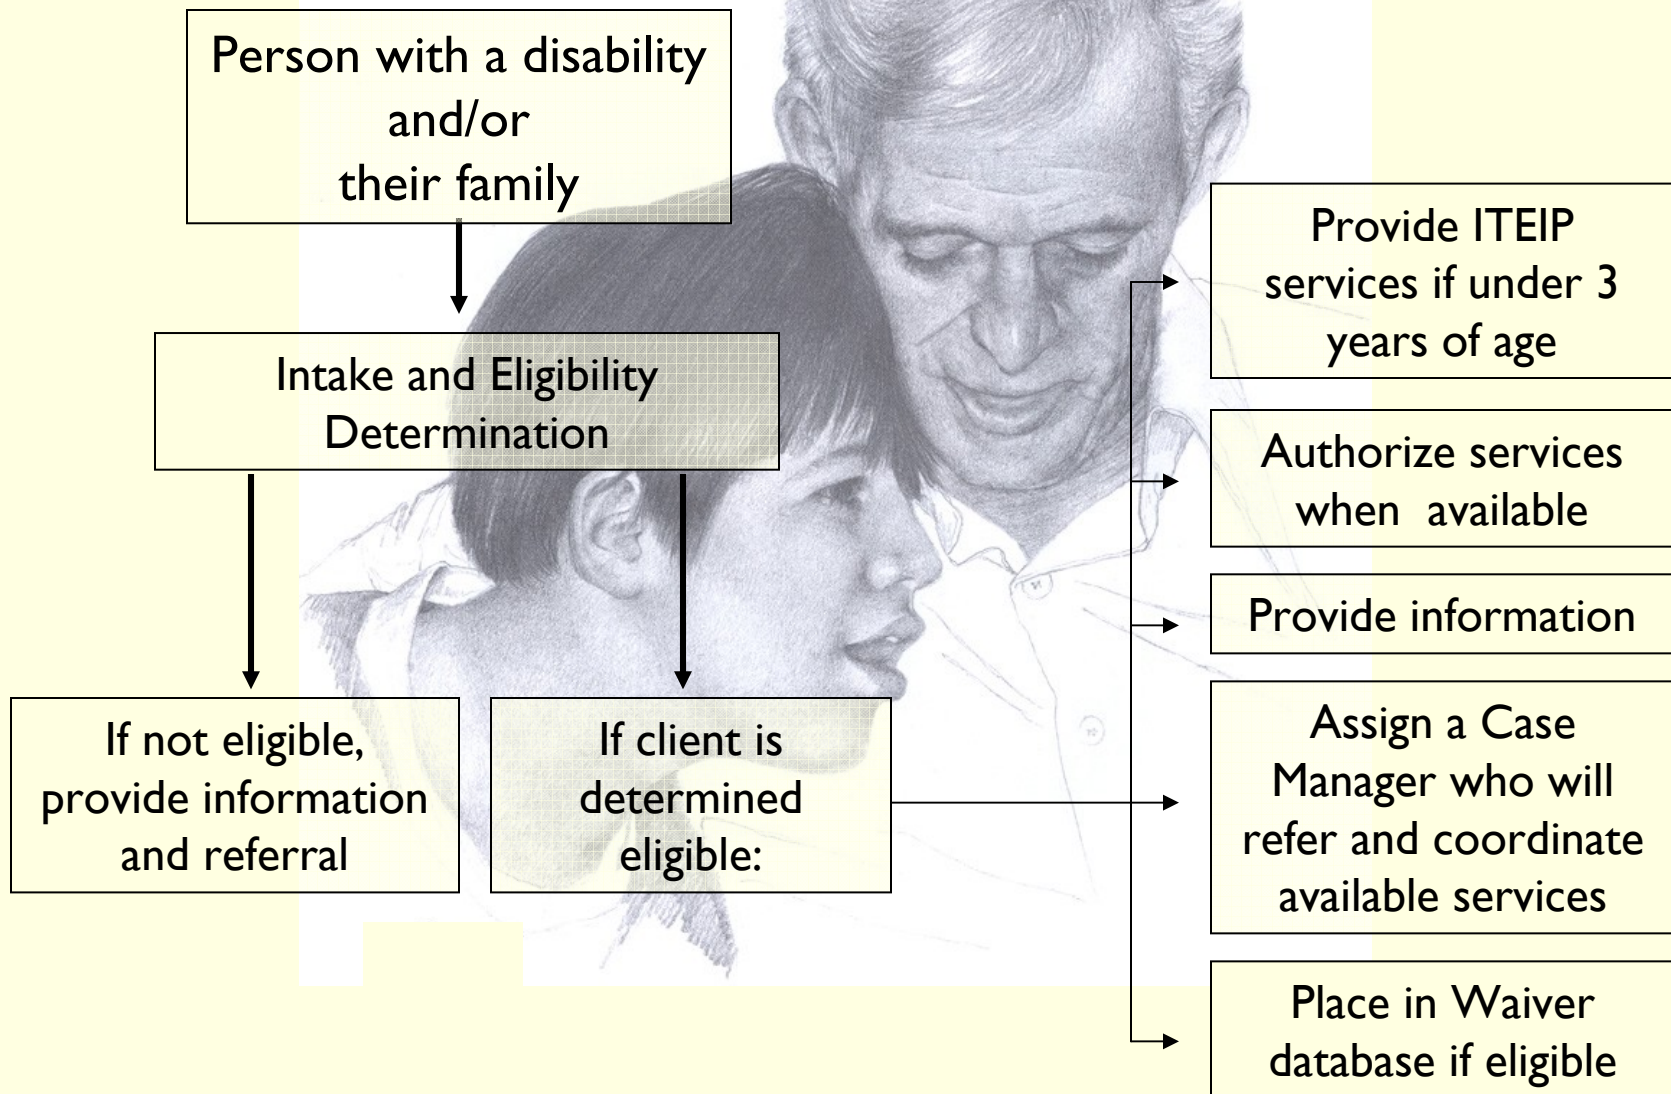 Person with a disability
and/or
their family
Intake and Eligibility
Determination
If not eligible,
provide information
and referral
If client is
determined
eligible:
Provide ITEIP
services if under 3
years of age
Authorize services
when available
Provide information
Assign a Case
Manager who will
refer and coordinate
available services
Place in Waiver
database if eligible